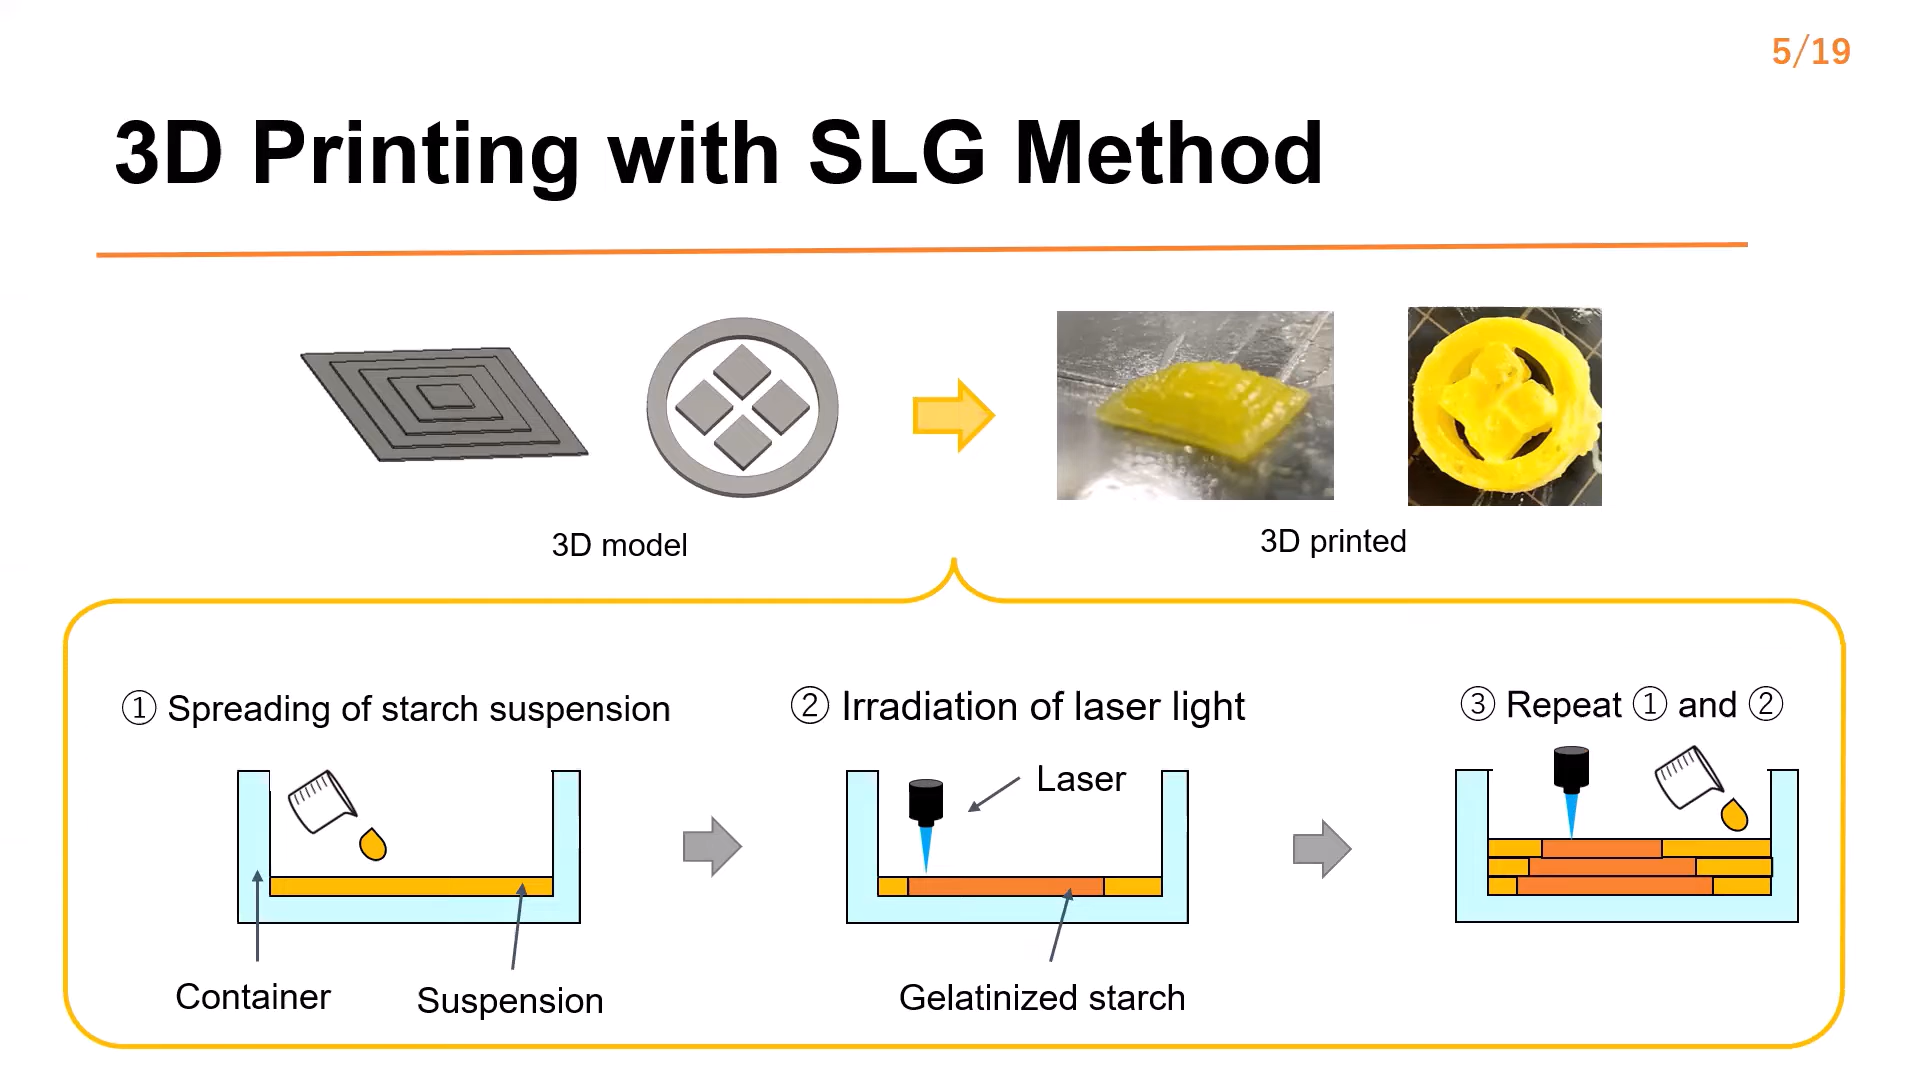 5/19
3D Printing with SLG Method
3D model
3D printed
① Spreading of starch suspension
② Irradiation of laser light
③ Repeat ① and ②
Laser
Container
Suspension
Gelatinized starch